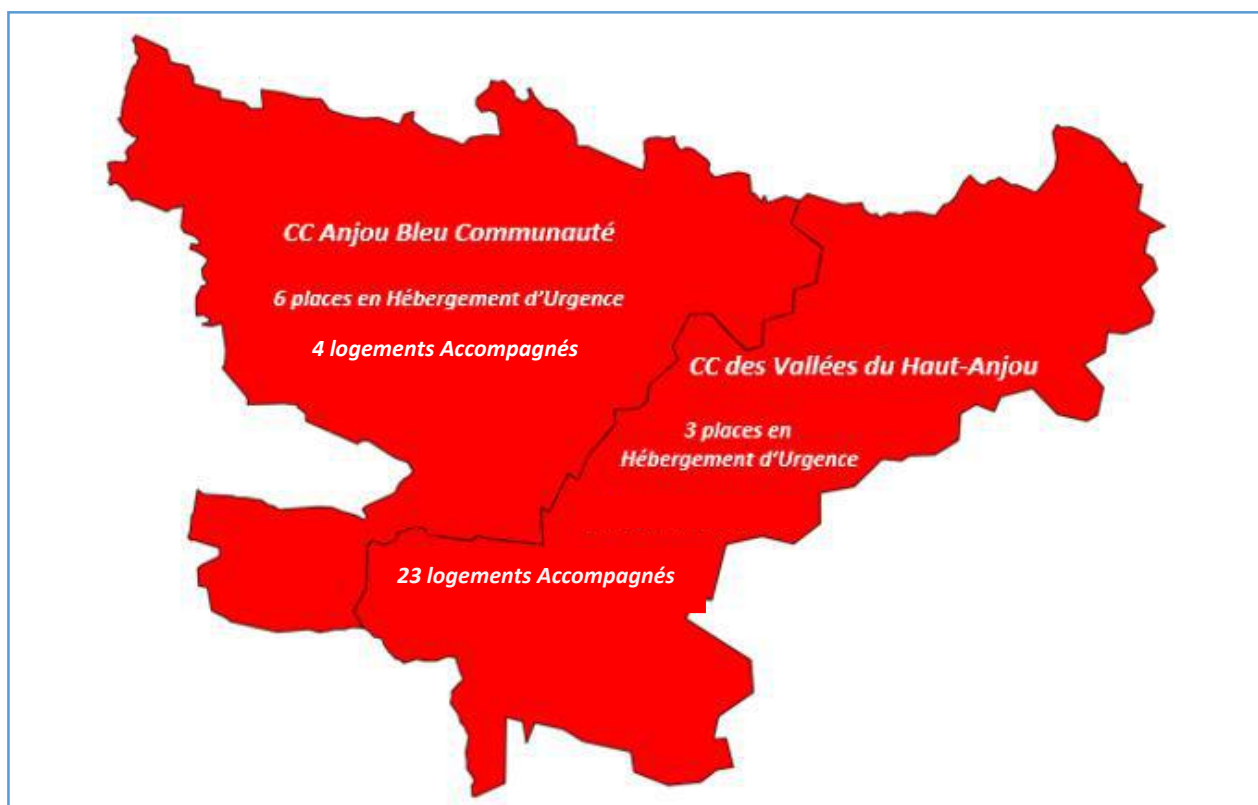 CC Anjou Bleu Communauté
6 places en Hébergement d'Urgence
4 logements Accompagnés
CC des Vallées du Haut-Anjou
3 places en
Hébergement d'Urgence
23 logements Accompagnés